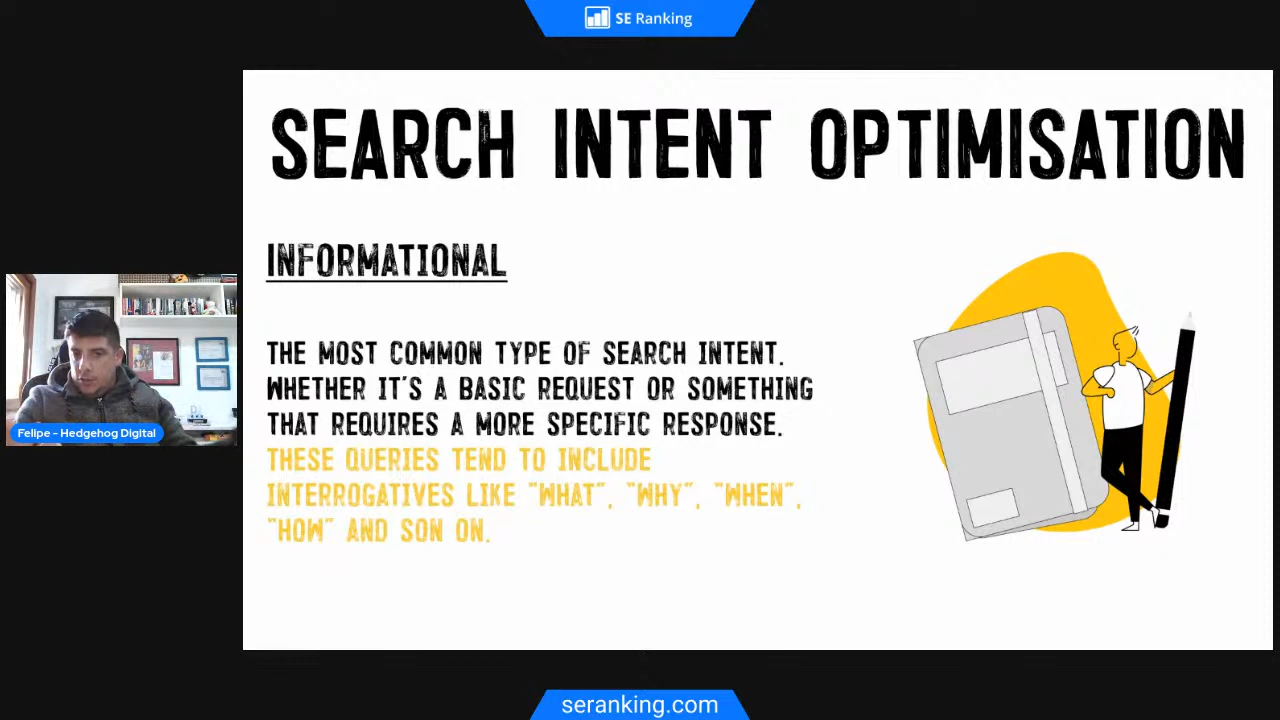 SE Ranking
SEARCH INTENT OPTIMISATION
INFORMATIONAL
THE MOST COMMON TYPE OF SEARCH INTENT.
WHETHER IT'S A BASIC REQUEST OR SOMETHING
THAT REQUIRES A MORE SPECIFIC RESPONSE.
THESE QUERIES TEND TO INCLUDE
INTERROGATIVES LIKE "WHAT", "WHY", "WHEN",
"HOW" AND SON ON.
Felipe - Hedgehog Digital
seranking.com